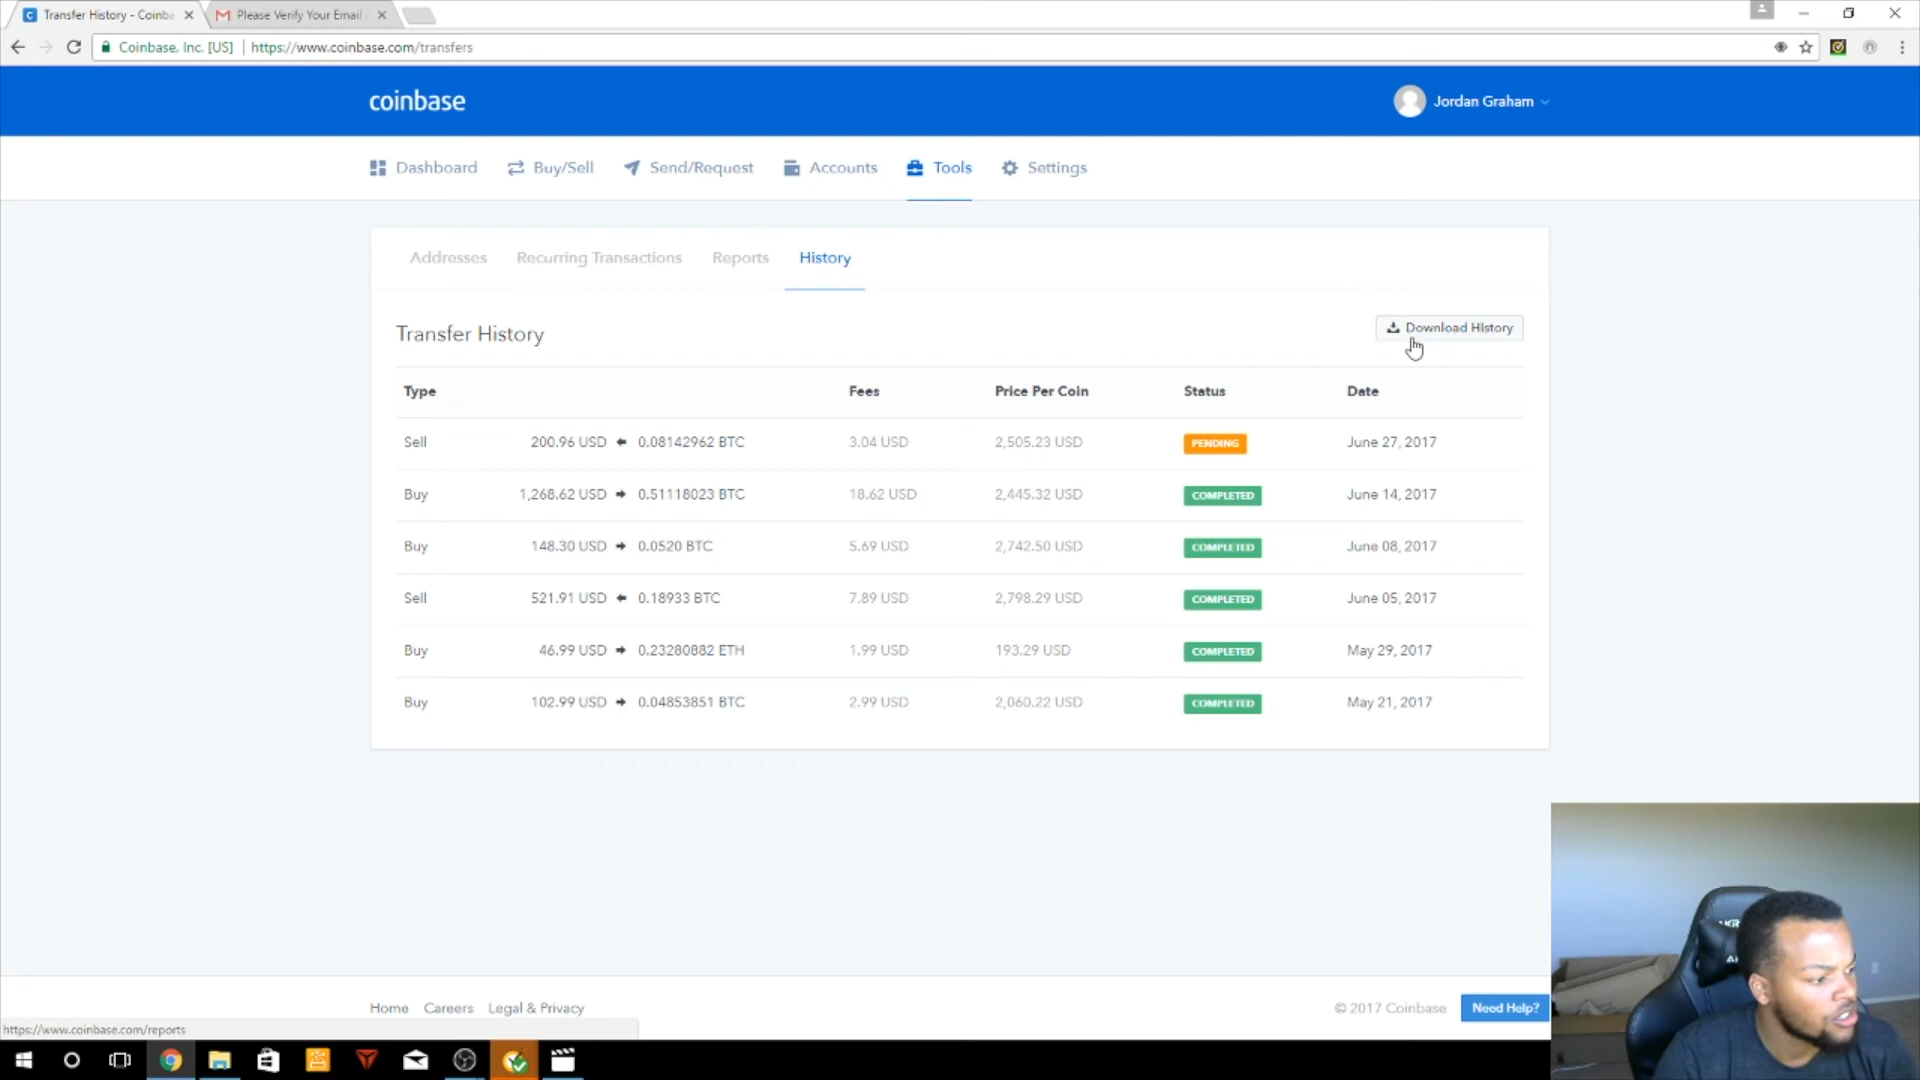 Transfer History - Coinba
Please Verify Your Email
Coinbase, Inc. [US] https://www.coinbase.com/transfers
coinbase
Jordan Graham
Dashboard Buy/Sell Send/Request Accounts Tools Settings
Addresses Recurring Transactions Reports History
Transfer History
Download History
Type Fees Price Per Coin Status Date
Sell 200.96 USD 0.08142962 BTC 3.04 USD 2,505.23 USD PENDING June 27, 2017
Buy 1,268.62 USD 0.51118023 BTC 18.62 USD 2,445.32 USD COMPLETED June 14, 2017
Buy 148.30 USD 0.0520 BTC 5.69 USD 2,742.50 USD COMPLETED June 08, 2017
Sell 521.91 USD 0.18933 BTC 7.89 USD 2,798.29 USD COMPLETED June 05, 2017
Buy 46.99 USD 0.23280882 ETH 1.99 USD 193.29 USD COMPLETED May 29, 2017
Buy 102.99 USD 0.04853851 BTC 2.99 USD 2,060.22 USD COMPLETED May 21, 2017
Home Careers Legal & Privacy
© 2017 Coinbase Need Help?
https://www.coinbase.com/reports